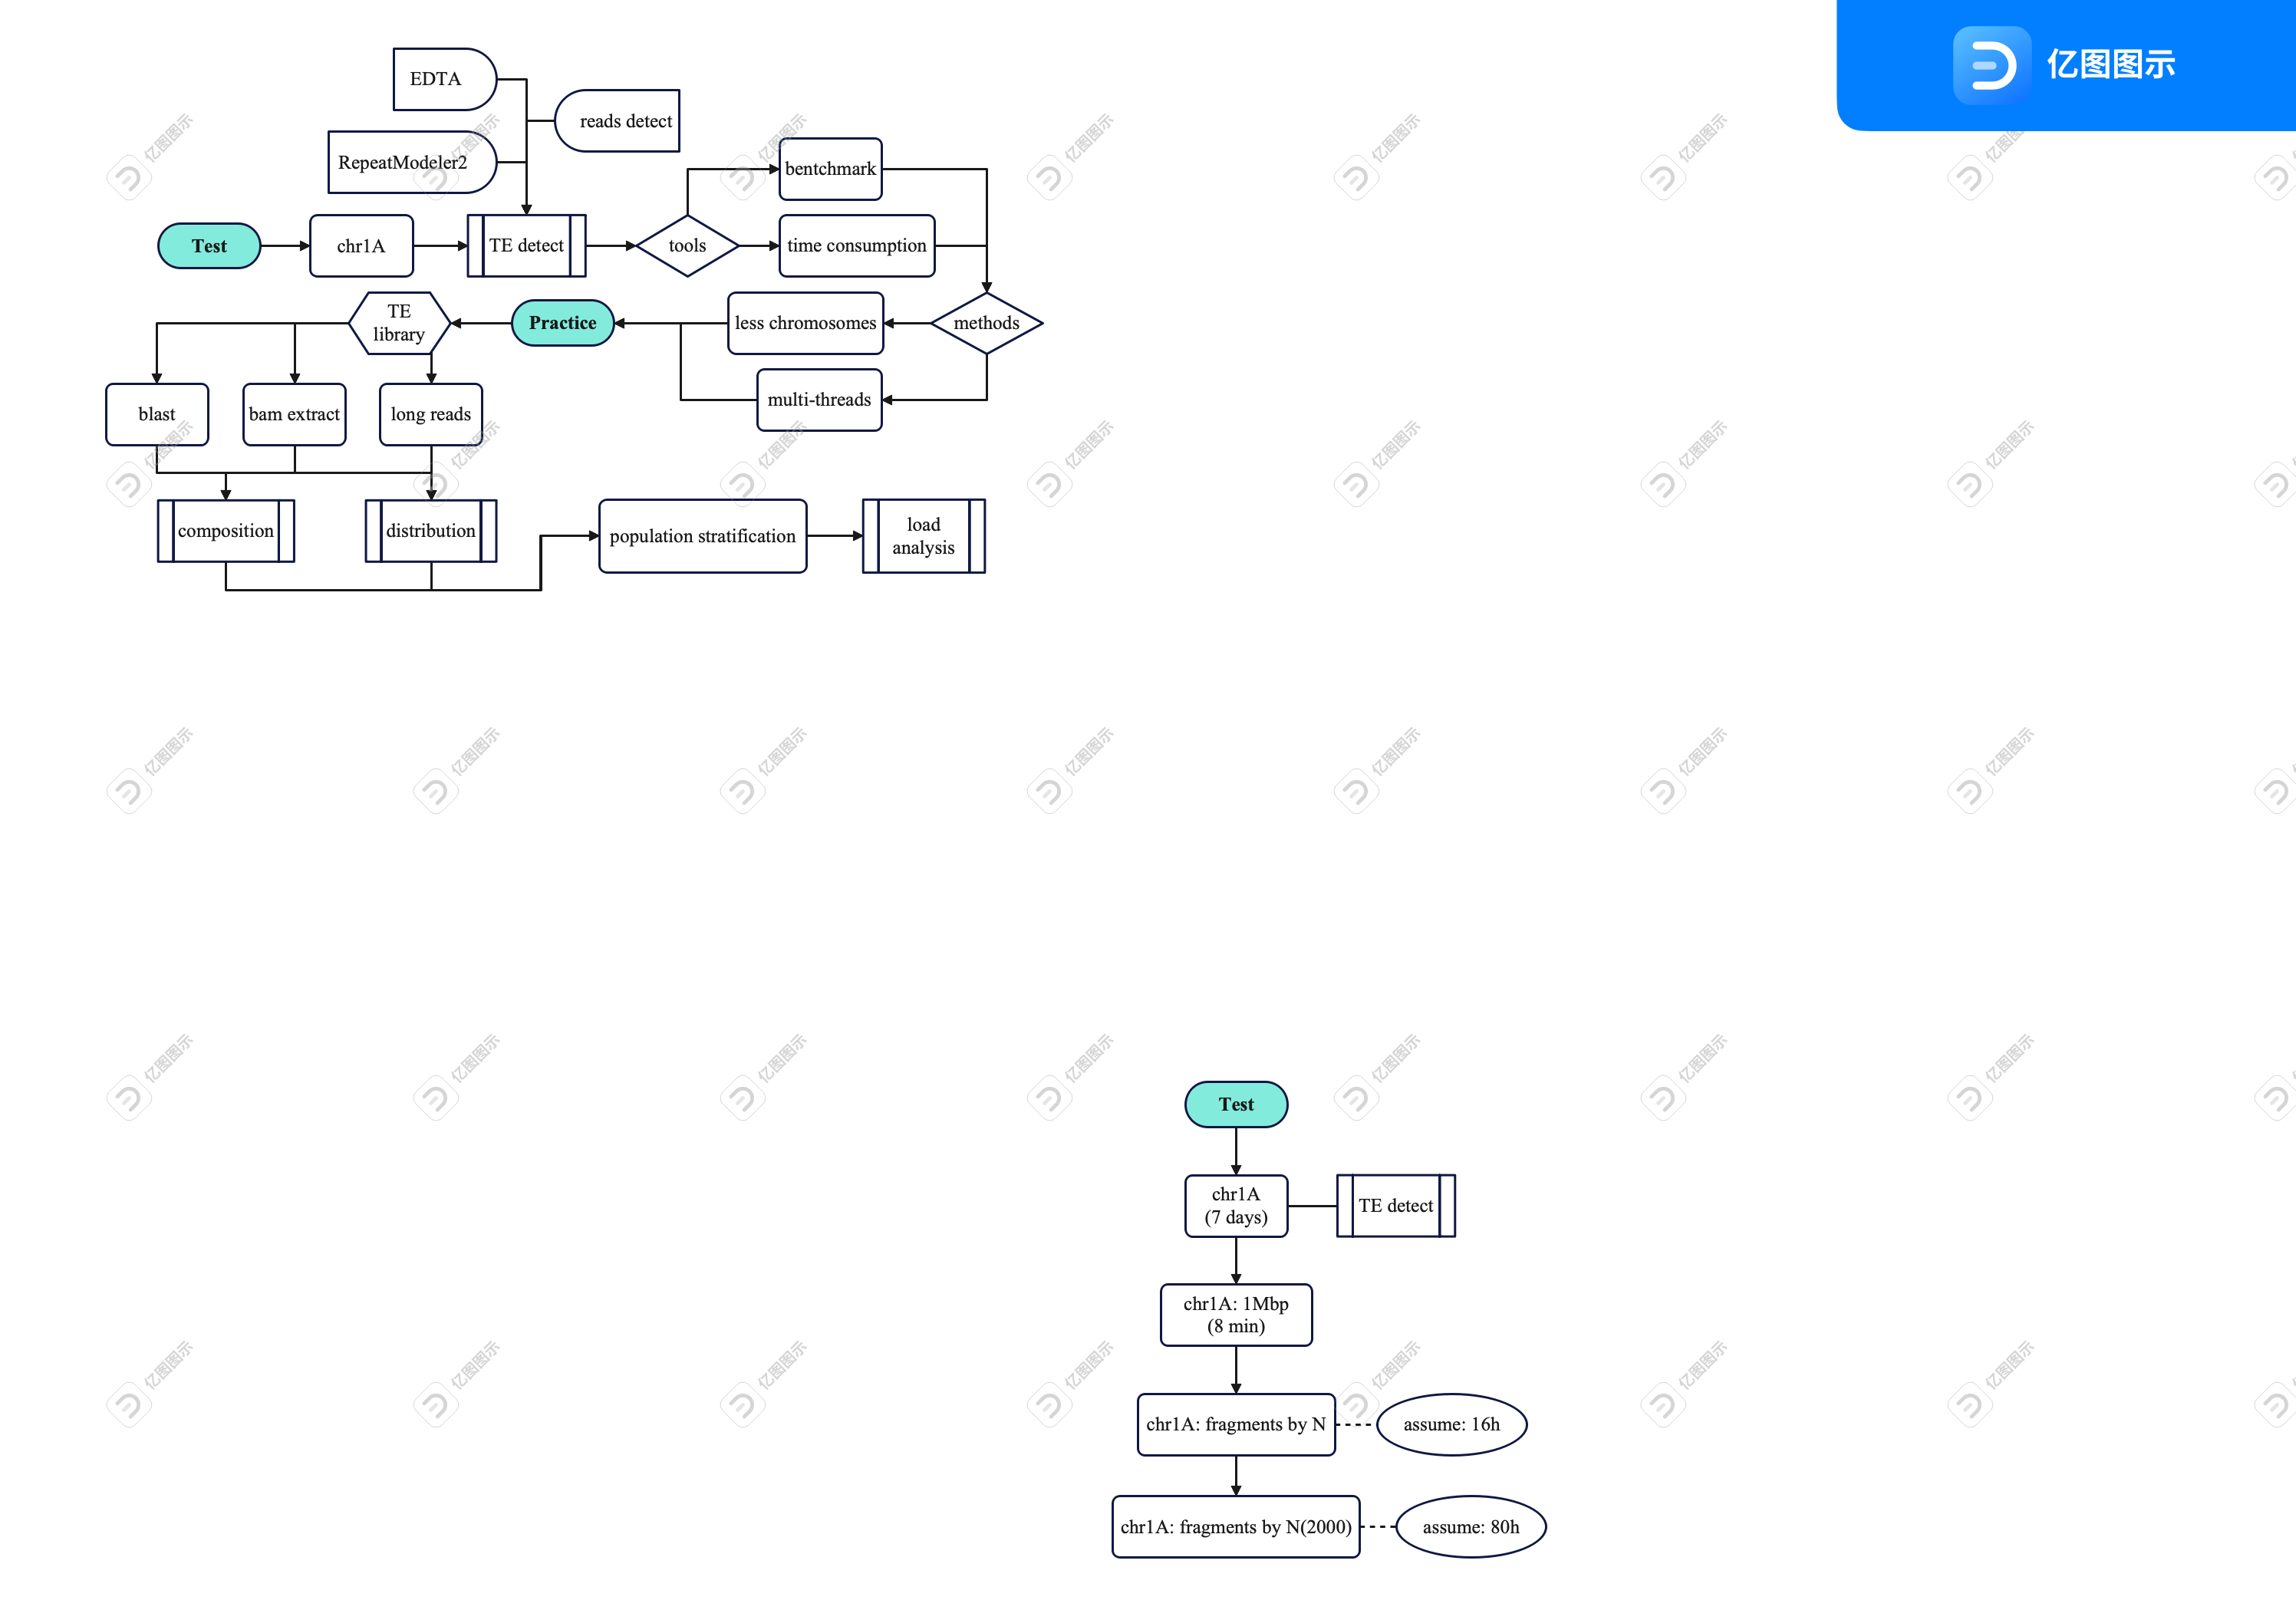 亿图图示
EDTA
reads detect
RepeatModeler2
bentchmark
Test
chr1A
TE detect
tools
time consumption
TE
library
Practice
less chromosomes
methods
blast
bam extract
long reads
multi-threads
composition
distribution
population stratification
load
analysis
Test
chr1A
(7 days)
TE detect
chr1A: 1Mbp
(8 min)
chr1A: fragments by N
assume: 16h
chr1A: fragments by N(2000)
assume: 80h